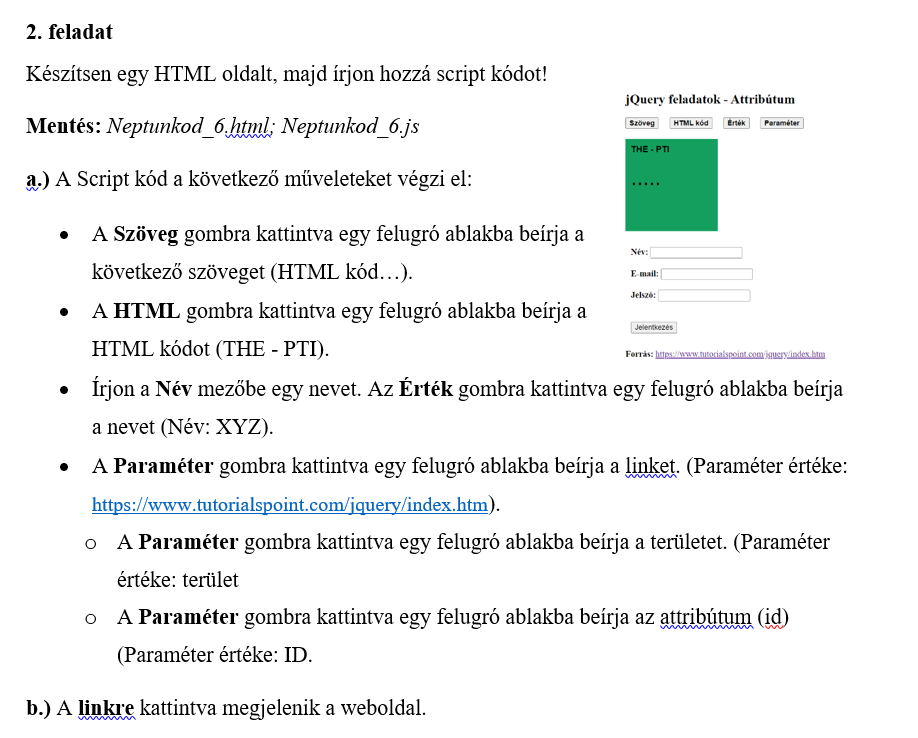 2. feladat
Készítsen egy HTML oldalt, majd írjon hozzá script kódot!
Mentés: Neptunkod_6.html; Neptunkod_6.js
a.) A Script kód a következő műveleteket végzi el:
• A Szöveg gombra kattintva egy felugró ablakba beírja a
következő szöveget (HTML kód…).
• A HTML gombra kattintva egy felugró ablakba beírja a
HTML kódot (THE - PTI).
jQuery feladatok - Attribútum
Szöveg HTML kód Érték Paraméter
THE - PTI
.....
Név:
E-mail:
Jelszó:
Jelentkezés
Forrás: https://www.tutorialspoint.com/jquery/index.htm
• Írjon a Név mezőbe egy nevet. Az Érték gombra kattintva egy felugró ablakba beírja
a nevet (Név: XYZ).
• A Paraméter gombra kattintva egy felugró ablakba beírja a linket. (Paraméter értéke:
https://www.tutorialspoint.com/jquery/index.htm).
o A Paraméter gombra kattintva egy felugró ablakba beírja a területet. (Paraméter
értéke: terület
o A Paraméter gombra kattintva egy felugró ablakba beírja az attribútum (id)
(Paraméter értéke: ID.
b.) A linkre kattintva megjelenik a weboldal.